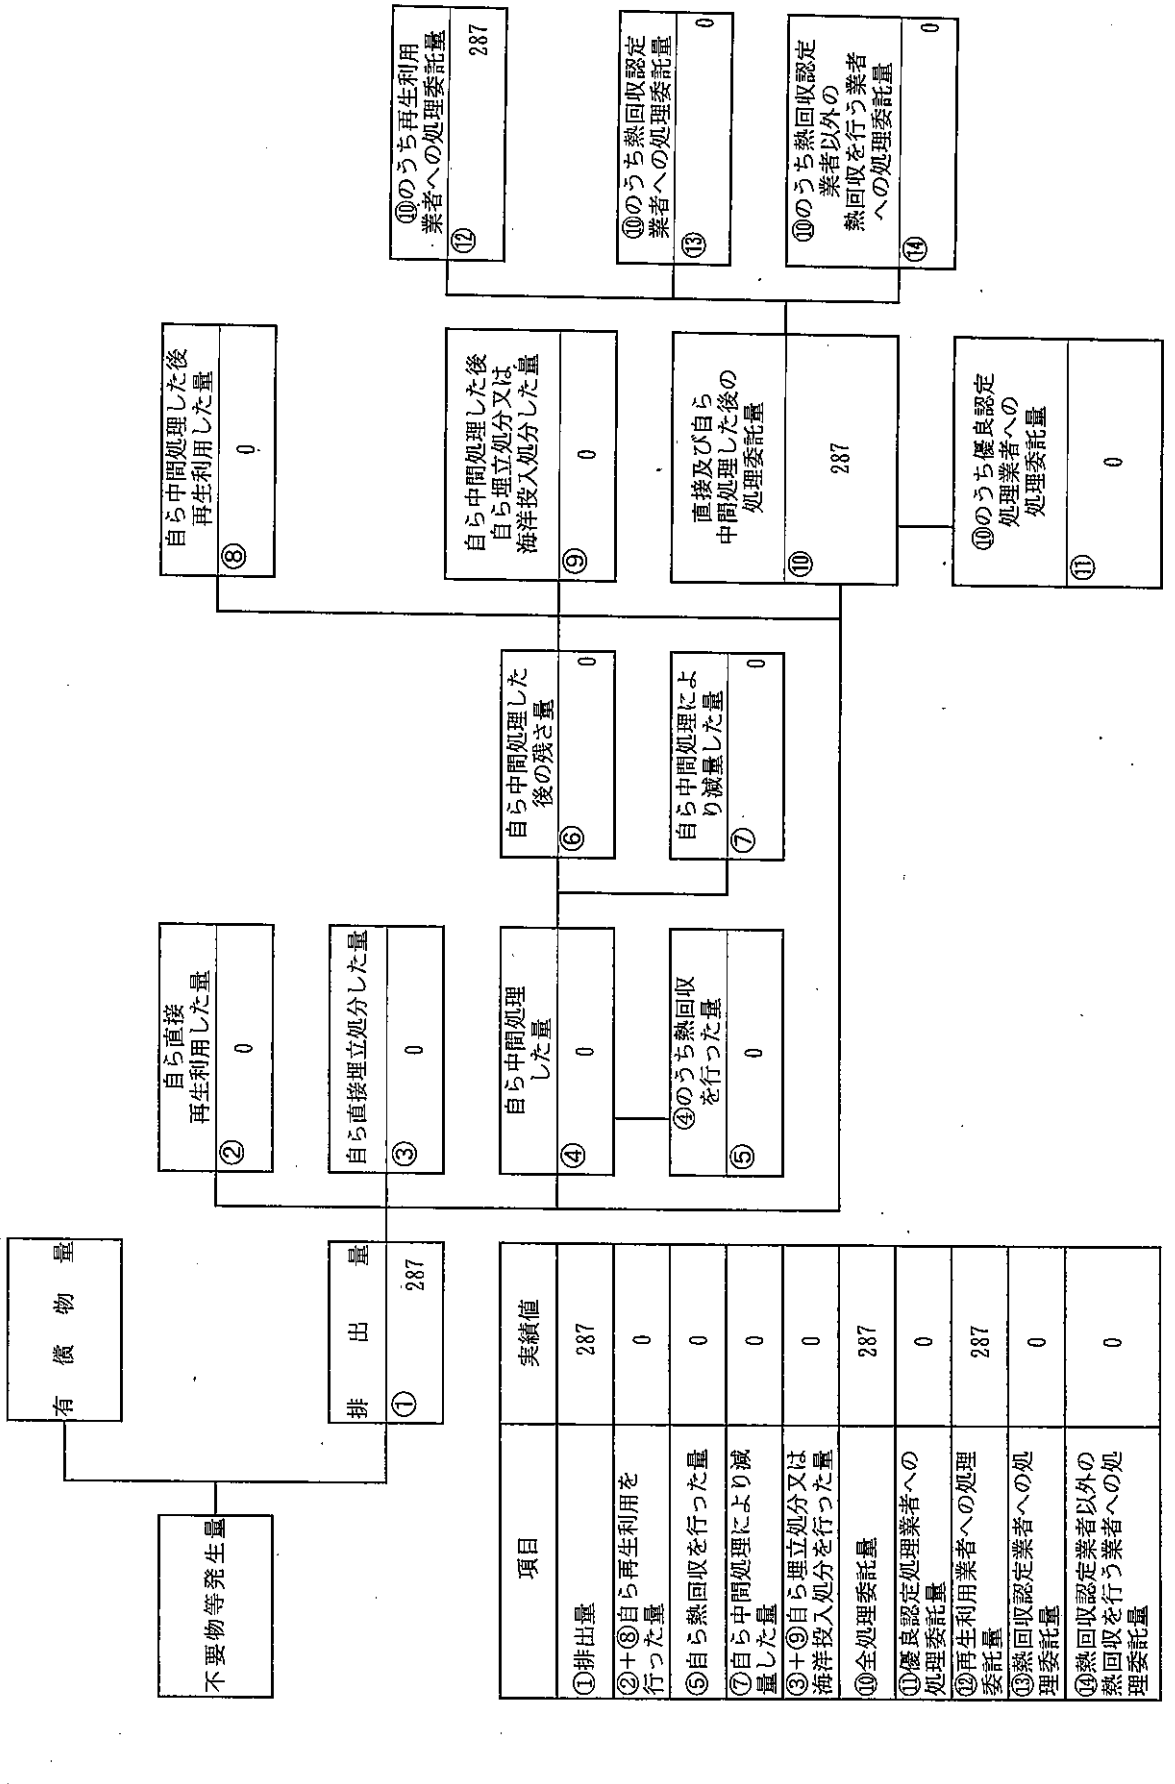 不要物等発生量
有償物量
排出量
①
287
自ら直接
再生利用した量
②
0
自ら直接埋立処分した量
③
0
自ら中間処理
した量
④
0
④のうち熱回収
を行った量
⑤
0
自ら中間処理した
後の残さ量
⑥
0
自ら中間処理によ
り減量した量
⑦
0
自ら中間処理した後
再生利用した量
⑧
0
自ら中間処理した後
自ら埋立処分又は
海洋投入処分した量
⑨
0
直接及び自ら
中間処理した後の
処理委託量
⑩
287
⑩のうち優良認定
処理業者への
処理委託量
⑪
0
⑩のうち再生利用
業者への処理委託量
⑫
287
⑩のうち熱回収認定
業者への処理委託量
⑬
0
⑩のうち熱回収認定
業者以外の
熱回収を行う業者
への処理委託量
⑭
0
項目 実績値
①排出量 287
②+⑧自ら再生利用を
行った量 0
⑤自ら熱回収を行った量 0
⑦自ら中間処理により減
量した量 0
③+⑨自ら埋立処分又は
海洋投入処分を行った量 0
⑩全処理委託量 287
⑪優良認定処理業者への
処理委託量 0
⑫再生利用業者への処理
委託量 287
⑬熱回収認定業者への処
理委託量 0
⑭熱回収認定業者以外の
熱回収を行う業者への処
理委託量 0